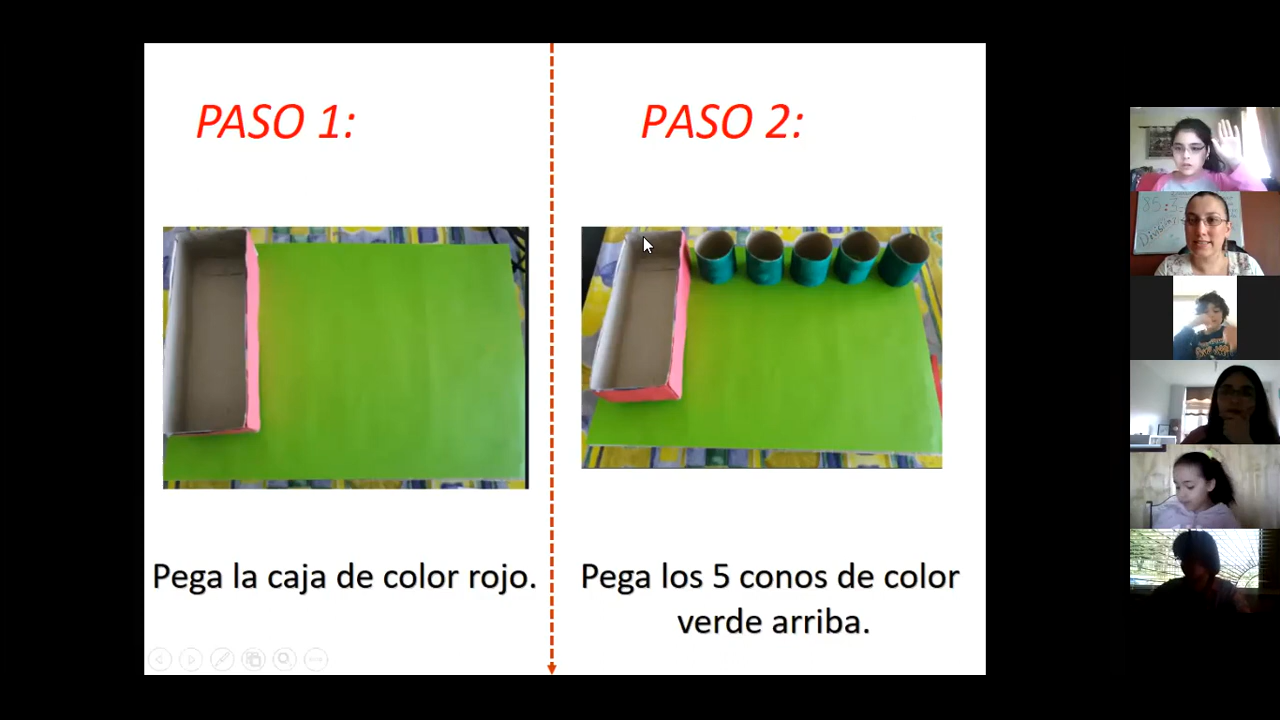 PASO 1:
PASO 2:
Pega la caja de color rojo.
Pega los 5 conos de color
verde arriba.